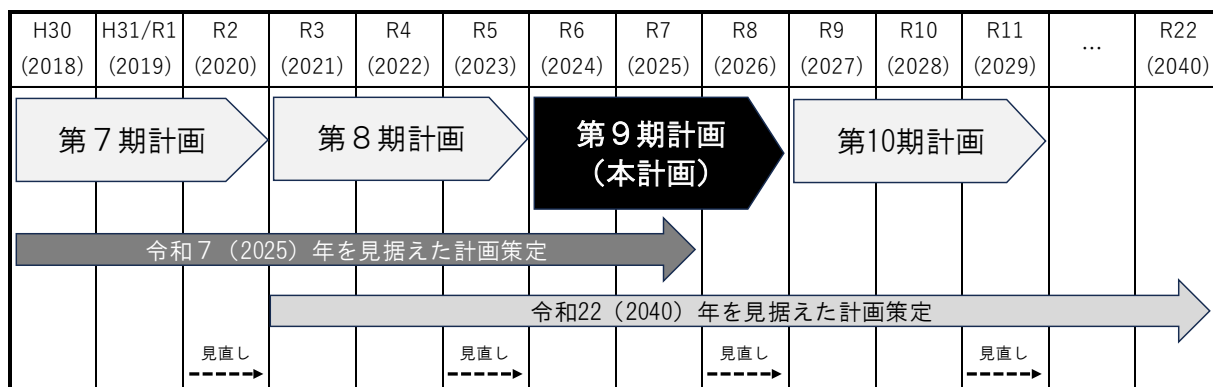 H30 H31/R1 R2 R3 R4 R5 R6 R7 R8 R9 R10 R11 … R22
(2018) (2019) (2020) (2021) (2022) (2023) (2024) (2025) (2026) (2027) (2028) (2029) (2040)
第７期計画 第８期計画 第９期計画 第10期計画
（本計画）
令和７（2025）年を見据えた計画策定
令和22（2040）年を見据えた計画策定
見直し 見直し 見直し 見直し